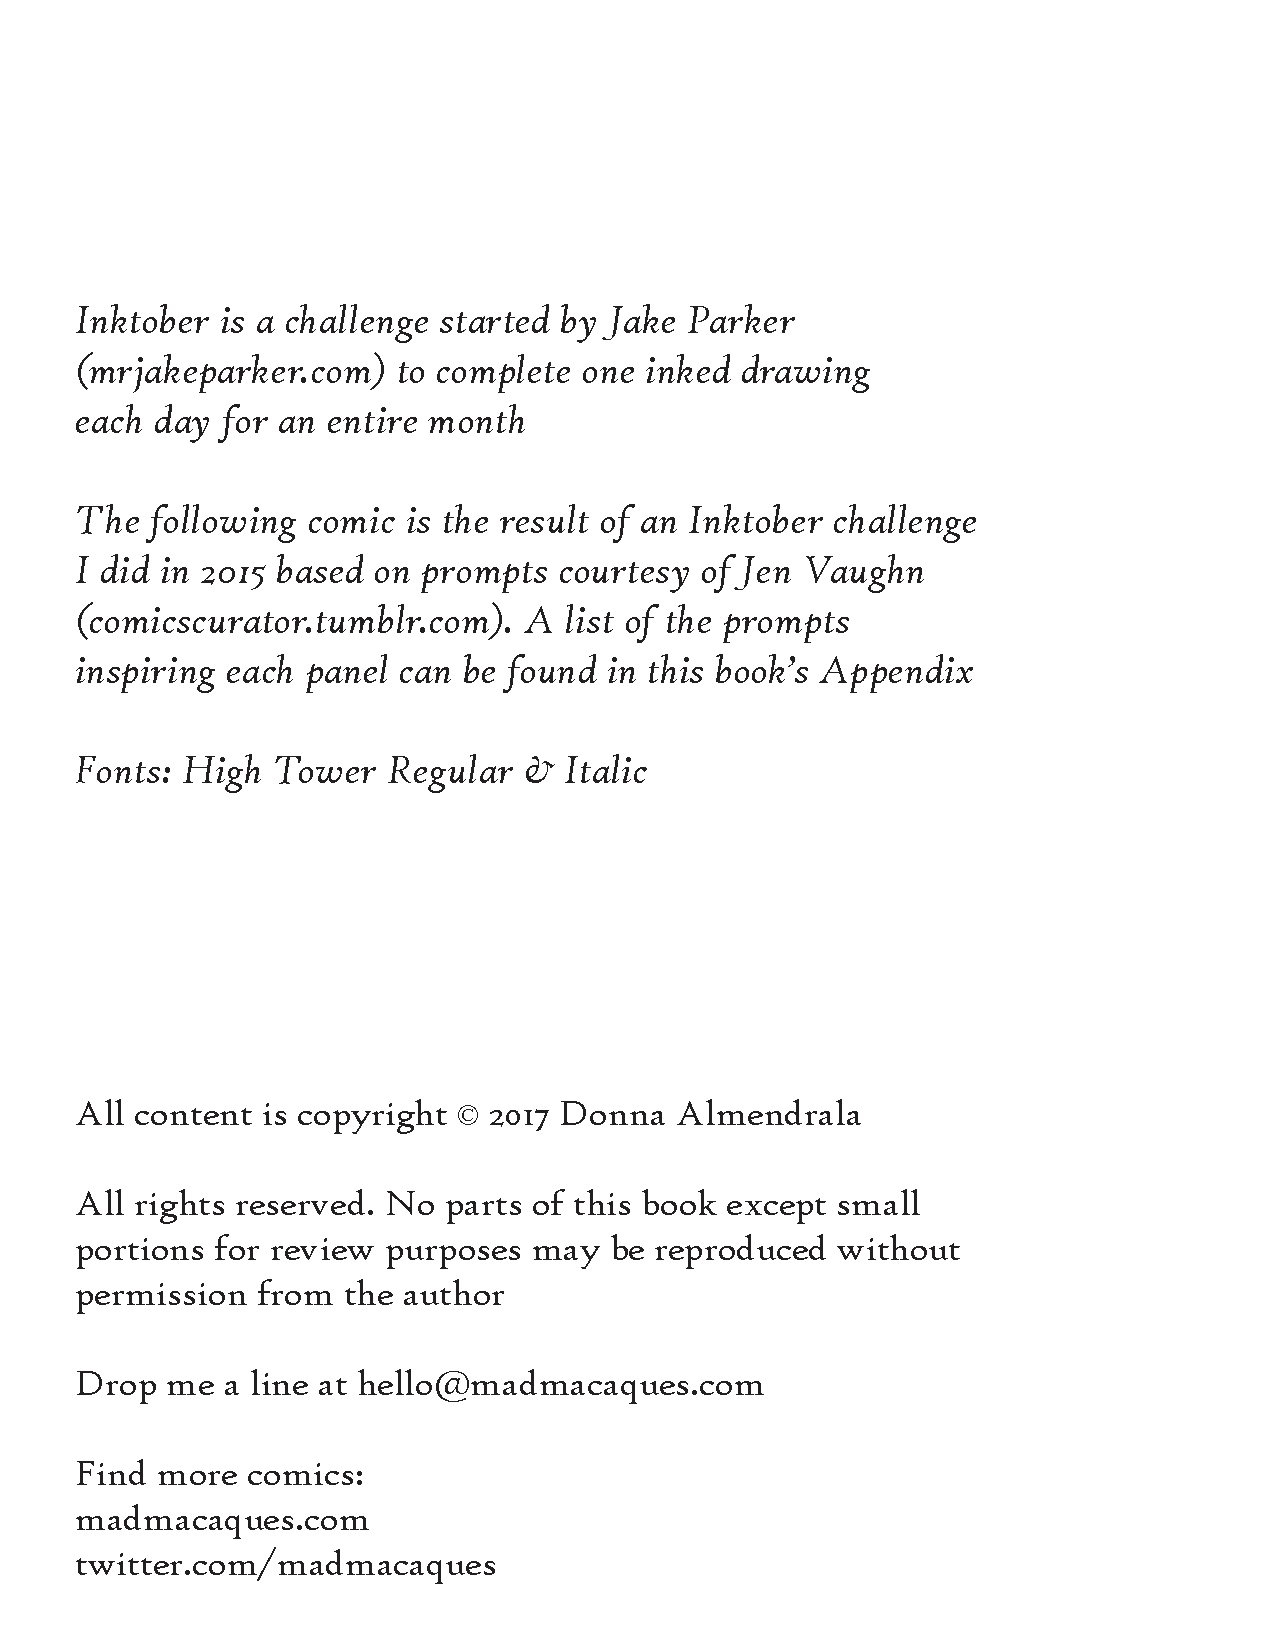 Inktober is a challenge started by Jake Parker
(mrjakeparker.com) to complete one inked drawing
each day for an entire month
The following comic is the result of an Inktober challenge
I did in 2015 based on prompts courtesy of Jen Vaughn
(comicscurator.tumblr.com). A list of the prompts
inspiring each panel can be found in this book’s Appendix
Fonts: High Tower Regular & Italic
All content is copyright © 2017 Donna Almendrala
All rights reserved. No parts of this book except small
portions for review purposes may be reproduced without
permission from the author
Drop me a line at hello@madmacaques.com
Find more comics:
madmacaques.com
twitter.com/madmacaques